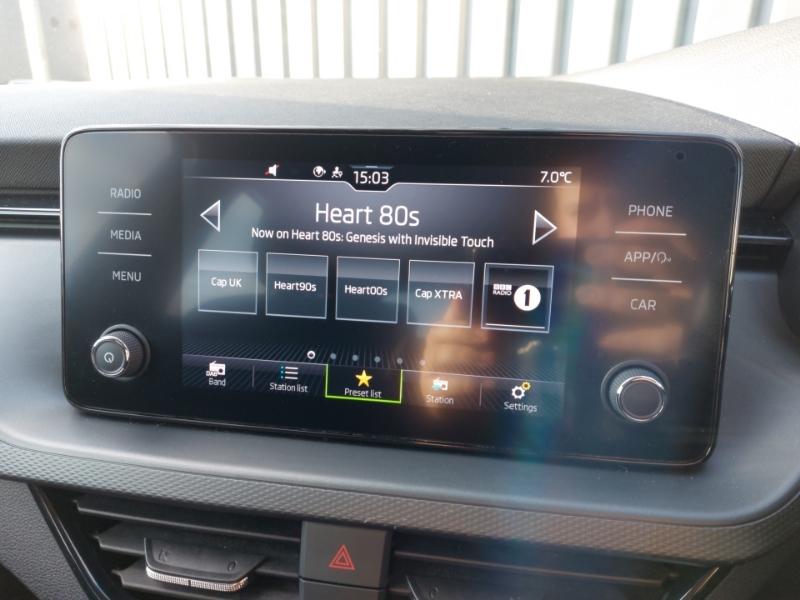 15:03
7.0°C
RADIO
MEDIA
MENU
Heart 80s
Now on Heart 80s: Genesis with Invisible Touch
Cap UK
Heart90s
Heart00s
Cap XTRA
BBC
RADIO
1
DAB
Band
Station list
Preset list
Station
Settings
PHONE
APP/
CAR